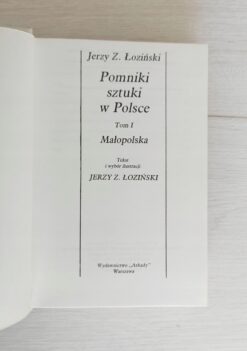 Jerzy Z. Łoziński
Pomniki
sztuki
w Polsce
Tom I
Małopolska
Tekst
i wybór ilustracji
JERZY Z. ŁOZIŃSKI
Wydawnictwo „Arkady”
Warszawa